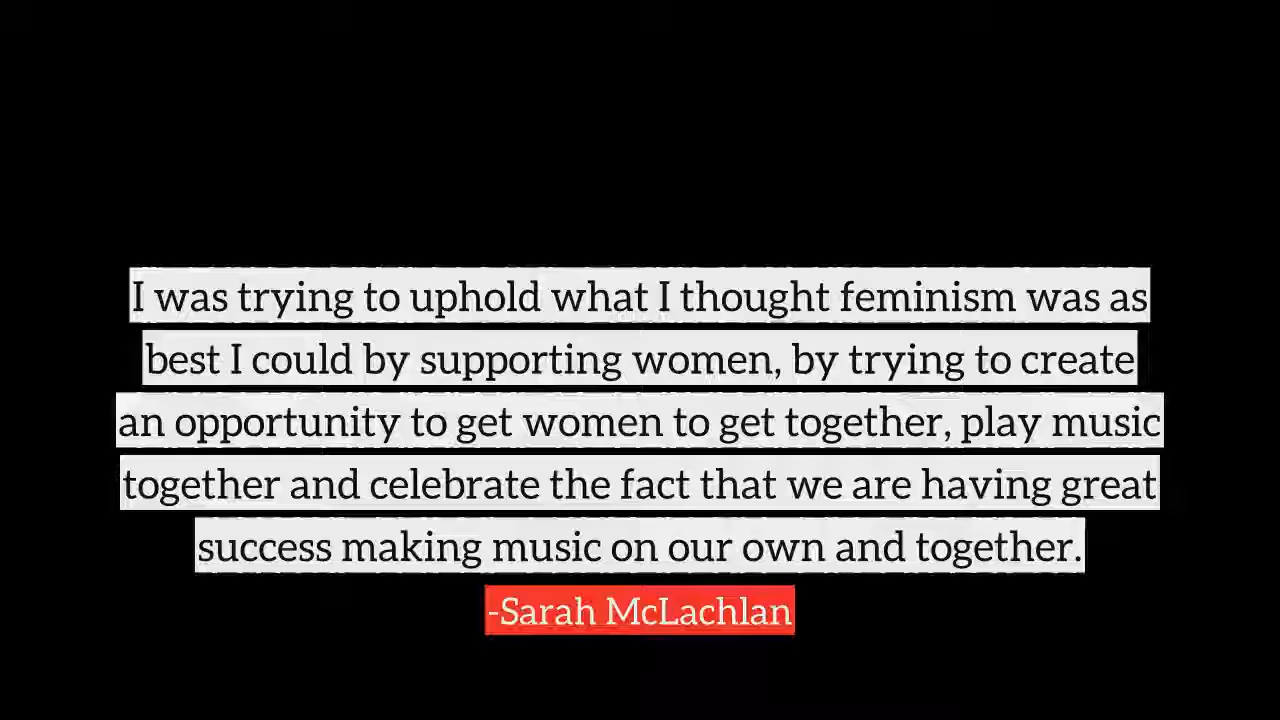 I was trying to uphold what I thought feminism was as
best I could by supporting women, by trying to create
an opportunity to get women to get together, play music
together and celebrate the fact that we are having great
success making music on our own and together.
-Sarah McLachlan